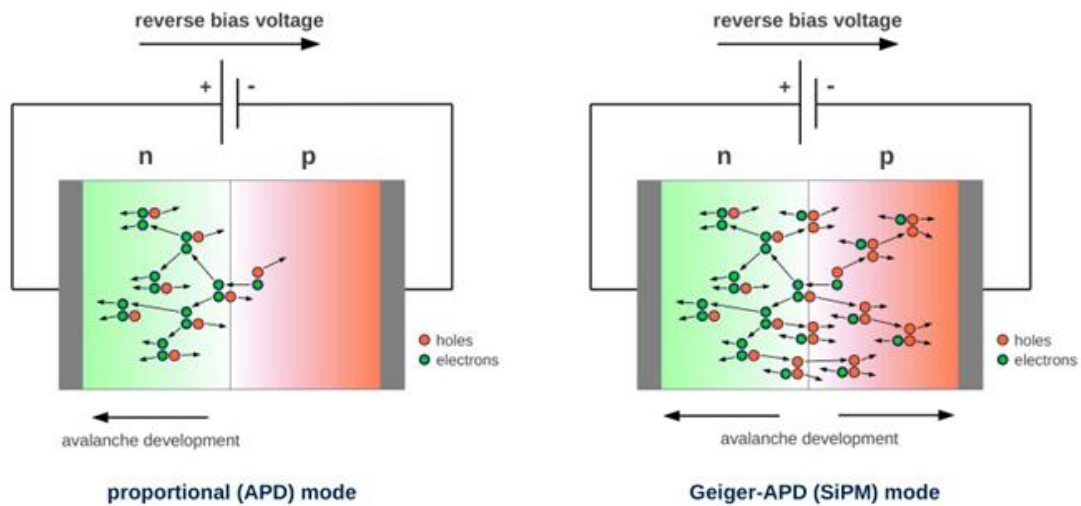 reverse bias voltage
+ -
n p
holes
electrons
avalanche development
proportional (APD) mode
reverse bias voltage
+ -
n p
holes
electrons
avalanche development
Geiger-APD (SiPM) mode